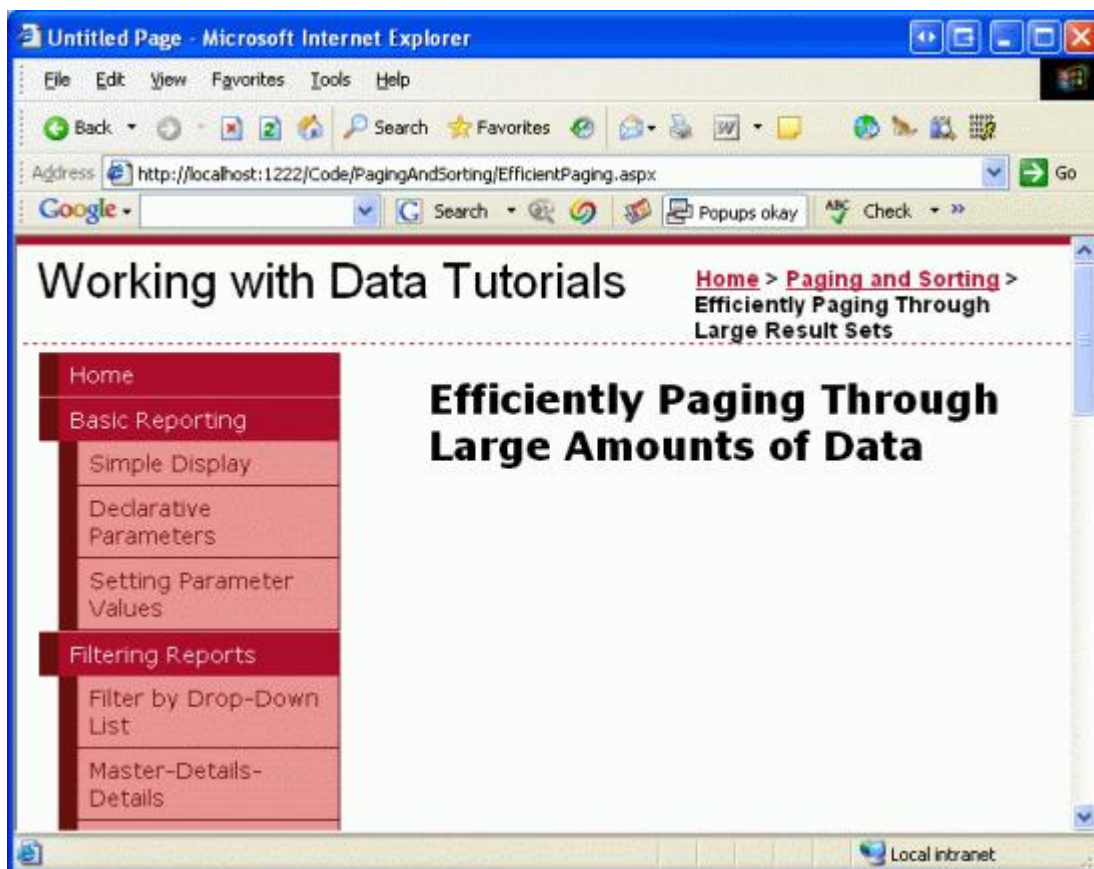 Untitled Page - Microsoft Internet Explorer
File Edit View Favorites Tools Help
Back Search Favorites
Address http://localhost:1222/Code/PagingAndSorting/EfficientPaging.aspx Go
Google Search Popups okay ABC Check »
Working with Data Tutorials
Home > Paging and Sorting >
Efficiently Paging Through
Large Result Sets
Home
Basic Reporting
Simple Display
Declarative
Parameters
Setting Parameter
Values
Filtering Reports
Filter by Drop-Down
List
Master-Details-
Details
Efficiently Paging Through
Large Amounts of Data
Local intranet